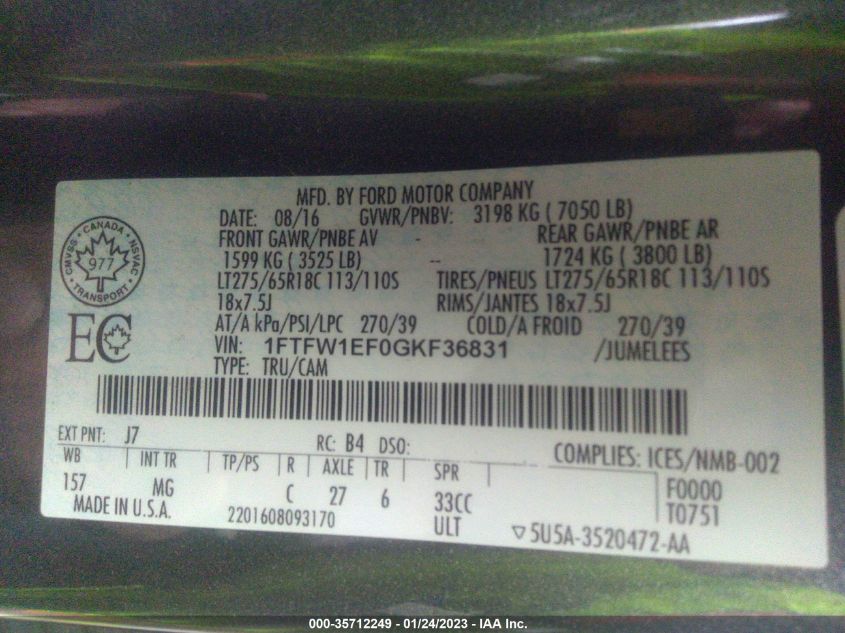 MFD. BY FORD MOTOR COMPANY
DATE: 08/16 GVWR/PNBV: 3198 KG ( 7050 LB)
FRONT GAWR/PNBE AV - REAR GAWR/PNBE AR
1599 KG ( 3525 LB) -- 1724 KG ( 3800 LB)
LT275/65R18C 113/110S TIRES/PNEUS LT275/65R18C 113/110S
18x7.5J RIMS/JANTES 18x7.5J
AT/A kPa/PSI/LPC 270/39 COLD/A FROID 270/39
VIN: 1FTFW1EF0GKF36831 /JUMELEES
TYPE: TRU/CAM
CMVSS - CANADA - NSVAC
977
TRANSPORT
EC
EXT PNT: J7 RC: B4 DSO:
COMPLIES: ICES/NMB-002
WB INT TR TP/PS R AXLE TR SPR
157 MG C 27 6 33CC F0000
MADE IN U.S.A. 2201608093170 ULT T0751
5U5A-3520472-AA
000-35712249 - 01/24/2023 - IAA Inc.